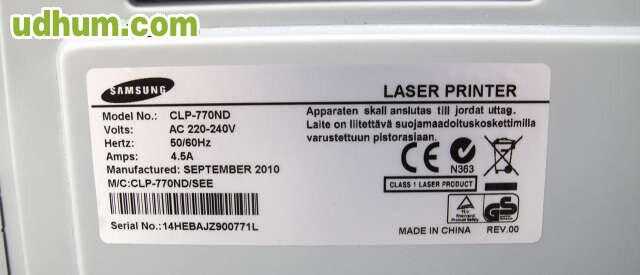 udhum.com
SAMSUNG
LASER PRINTER
Model No.: CLP-770ND
Volts: AC 220-240V
Hertz: 50/60Hz
Amps: 4.5A
Manufactured: SEPTEMBER 2010
M/C:CLP-770ND/SEE
Serial No.:14HEBAJZ900771L
Apparaten skall anslutas till jordat uttag.
Laite on liitettävä suojamaadoituskoskettimilla
varustettuun pistorasiaan.
CE
N363
CLASS 1 LASER PRODUCT
GS
MADE IN CHINA
REV.00